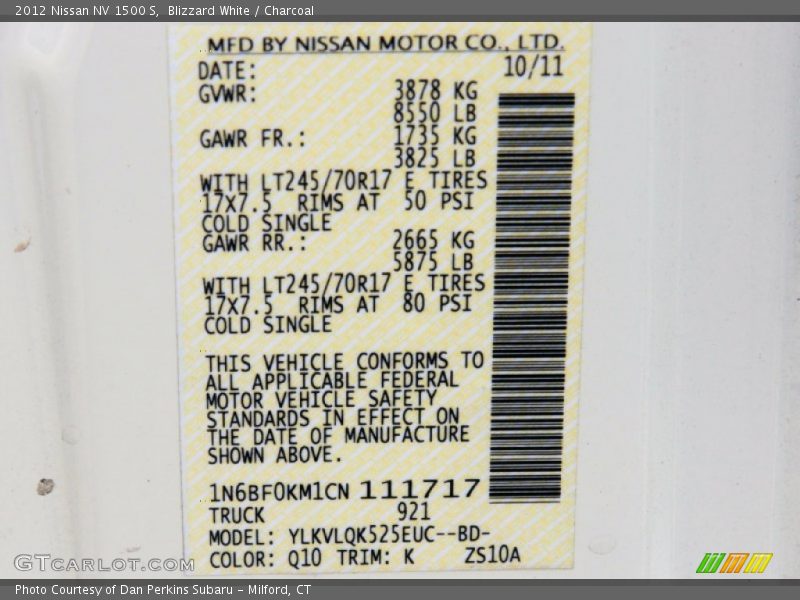 2012 Nissan NV 1500 S, Blizzard White / Charcoal
MFD BY NISSAN MOTOR CO., LTD.
DATE: 10/11
GVWR: 3878 KG
8550 LB
GAWR FR.: 1735 KG
3825 LB
WITH LT245/70R17 E TIRES
17X7.5 RIMS AT 50 PSI
COLD SINGLE
GAWR RR.: 2665 KG
5875 LB
WITH LT245/70R17 E TIRES
17X7.5 RIMS AT 80 PSI
COLD SINGLE
THIS VEHICLE CONFORMS TO
ALL APPLICABLE FEDERAL
MOTOR VEHICLE SAFETY
STANDARDS IN EFFECT ON
THE DATE OF MANUFACTURE
SHOWN ABOVE.
1N6BF0KM1CN 111717
TRUCK 921
MODEL: YLKVLQK525EUC--BD-
COLOR: Q10 TRIM: K ZS10A
GTCARLOT.COM
Photo Courtesy of Dan Perkins Subaru - Milford, CT